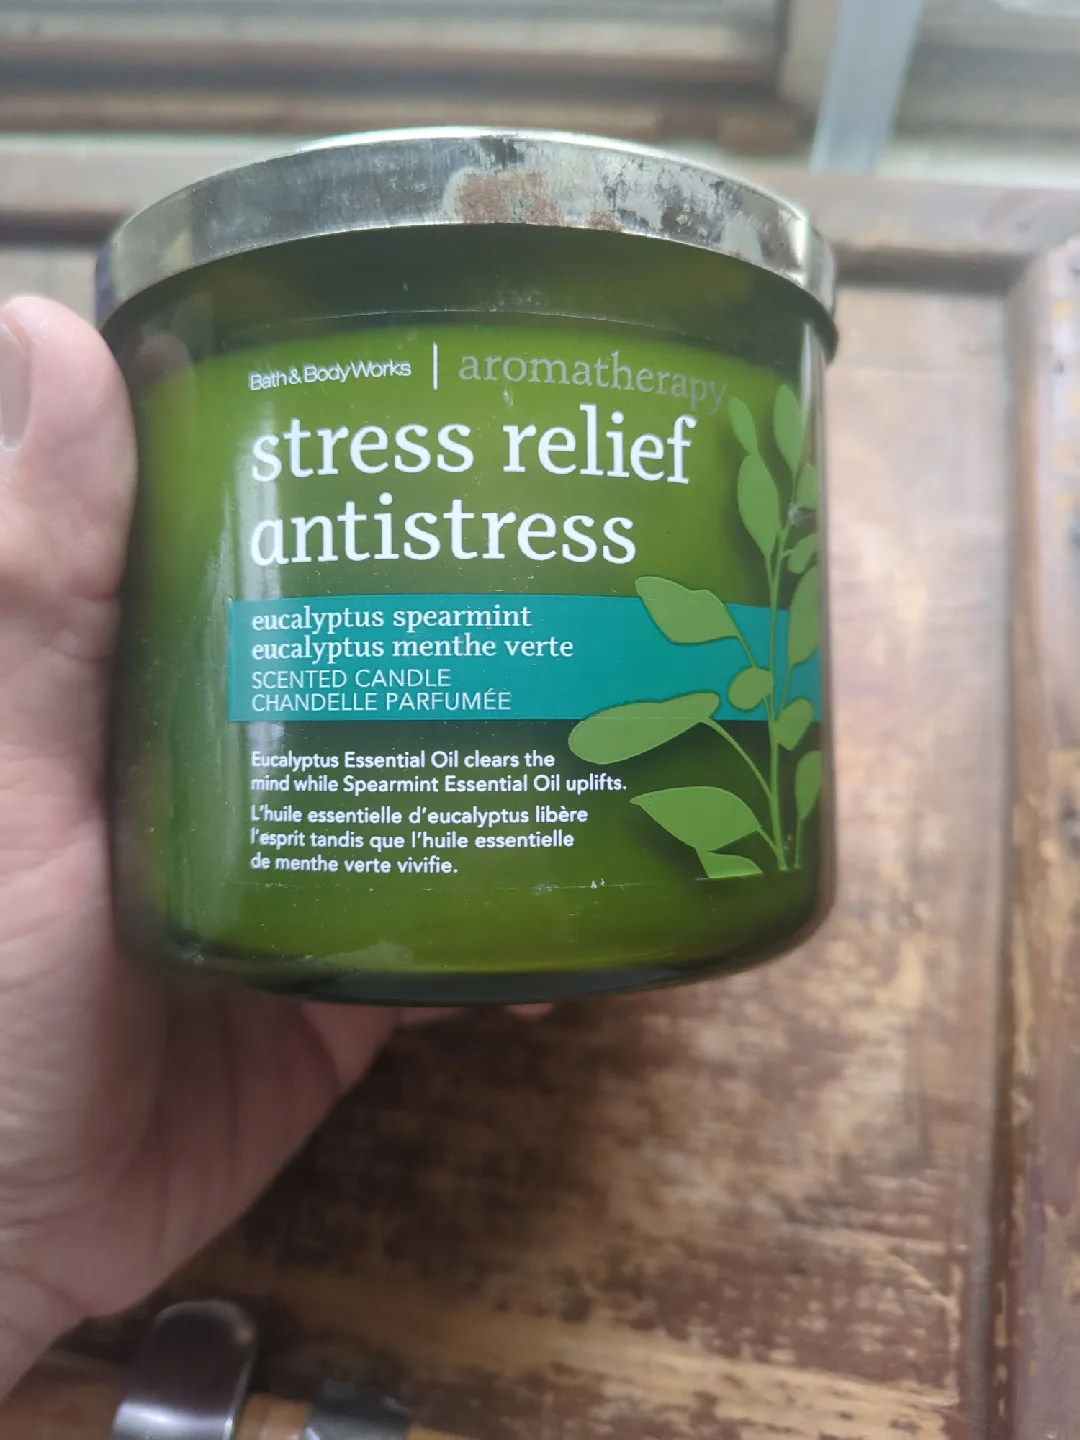 Bath & Body Works | aromatherapy
stress relief
antistress
eucalyptus spearmint
eucalyptus menthe verte
SCENTED CANDLE
CHANDELLE PARFUMÉE
Eucalyptus Essential Oil clears the
mind while Spearmint Essential Oil uplifts.
L'huile essentielle d'eucalyptus libère
l'esprit tandis que l'huile essentielle
de menthe verte vivifie.